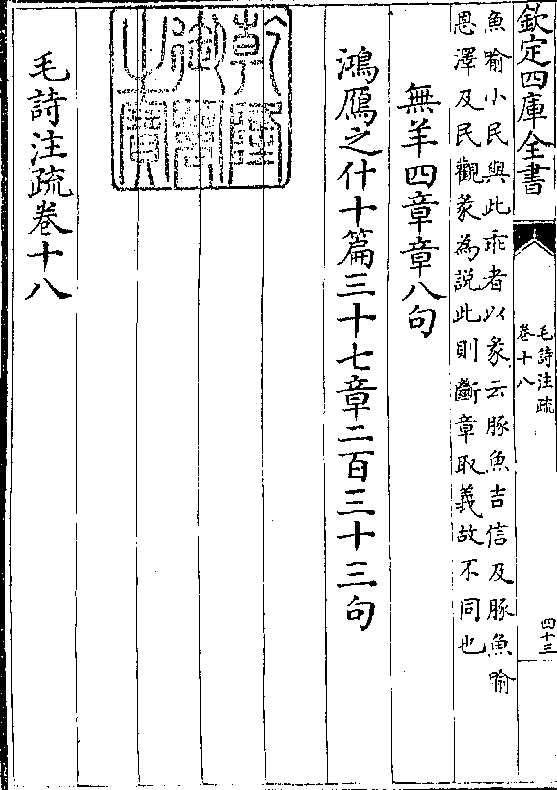 欽定四庫全書
毛詩注疏
卷十八
四十三
魚喻小民與此乖者以彖云豚魚吉信及豚魚喻
恩澤及民觀彖為説此則斷章取義故不同也
無羊四章章八句
鴻鴈之什十篇三十七章二百三十三句
乾隆御覽之寶
毛詩注疏卷十八